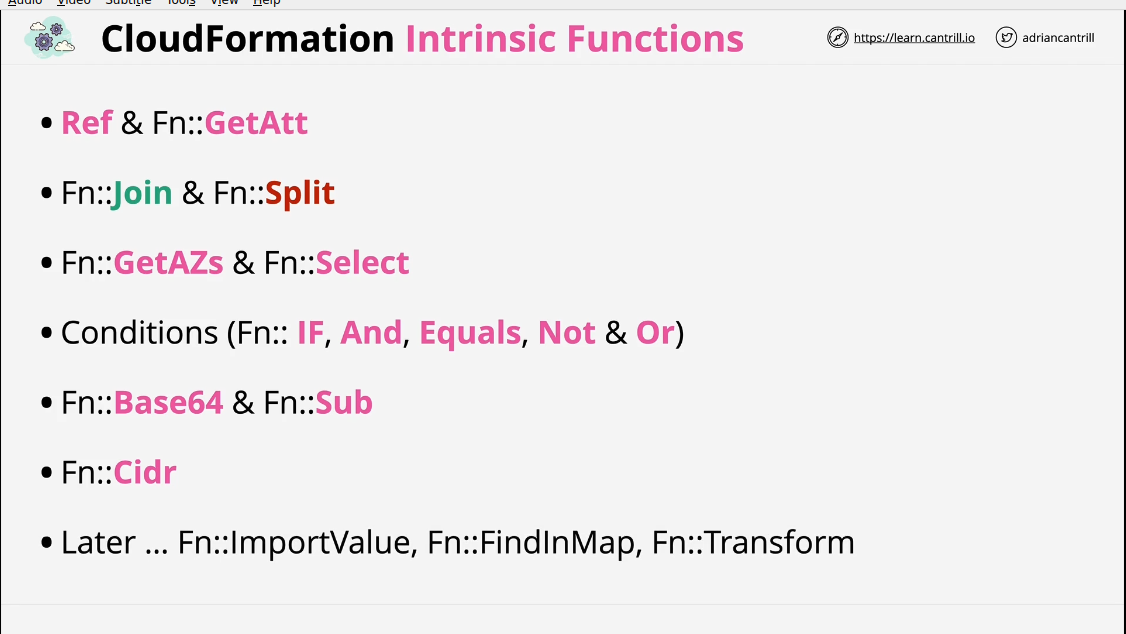 Audio Video Subtitle Tools View Help
CloudFormation Intrinsic Functions
https://learn.cantrill.io adriancantrill
• Ref & Fn::GetAtt
• Fn::Join & Fn::Split
• Fn::GetAZs & Fn::Select
• Conditions (Fn:: IF, And, Equals, Not & Or)
• Fn::Base64 & Fn::Sub
• Fn::Cidr
• Later ... Fn::ImportValue, Fn::FindInMap, Fn::Transform